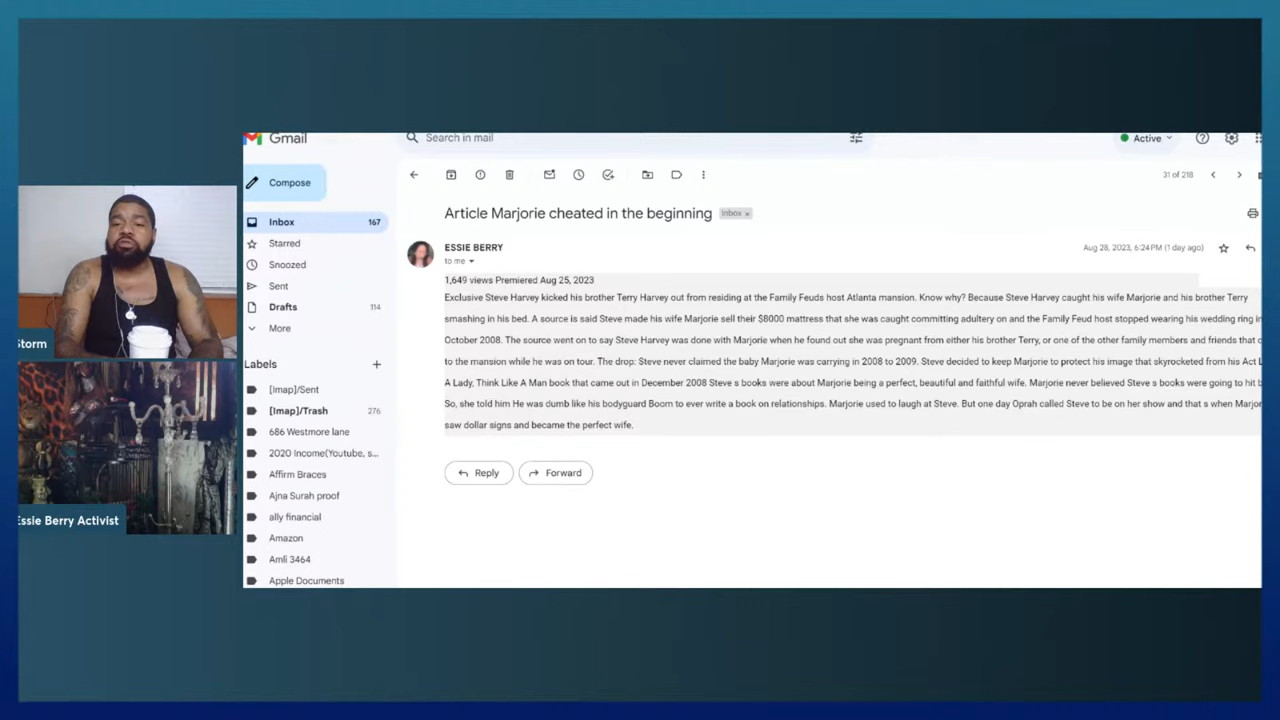 Gmail
Search in mail
Active
Compose
31 of 218
Inbox 167
Article Marjorie cheated in the beginning Inbox x
Starred
ESSIE BERRY
Aug 28, 2023, 6:24 PM (1 day ago)
to me
Snoozed
Sent
1,649 views Premiered Aug 25, 2023
Exclusive Steve Harvey kicked his brother Terry Harvey out from residing at the Family Feuds host Atlanta mansion. Know why? Because Steve Harvey caught his wife Marjorie and his brother Terry
Drafts 114
smashing in his bed. A source is said Steve made his wife Marjorie sell their $8000 mattress that she was caught committing adultery on and the Family Feud host stopped wearing his wedding ring in
More
October 2008. The source went on to say Steve Harvey was done with Marjorie when he found out she was pregnant from either his brother Terry, or one of the other family members and friends that c
Storm
to the mansion while he was on tour. The drop: Steve never claimed the baby Marjorie was carrying in 2008 to 2009. Steve decided to keep Marjorie to protect his image that skyrocketed from his Act L
Labels
A Lady, Think Like A Man book that came out in December 2008 Steve s books were about Marjorie being a perfect, beautiful and faithful wife. Marjorie never believed Steve s books were going to hit b
[Imap]/Sent
So, she told him He was dumb like his bodyguard Boom to ever write a book on relationships. Marjorie used to laugh at Steve. But one day Oprah called Steve to be on her show and that s when Marjor
[Imap]/Trash 276
saw dollar signs and became the perfect wife.
686 Westmore lane
2020 Income(Youtube, s...
Reply
Forward
Affirm Braces
Ajna Surah proof
ally financial
Essie Berry Activist
Amazon
Amli 3464
Apple Documents